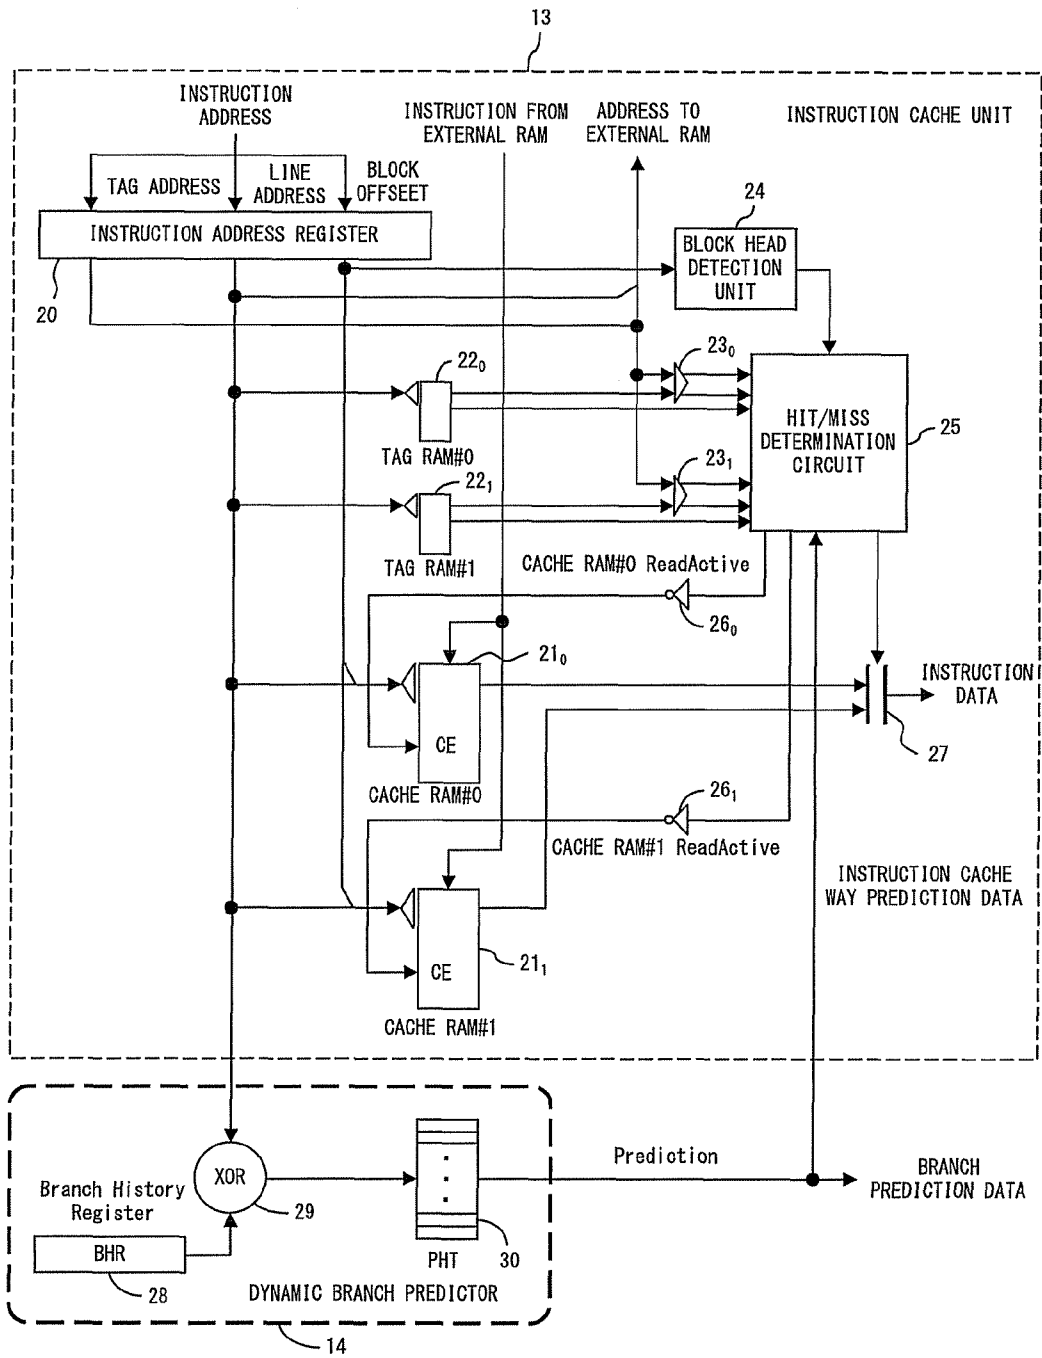 13
INSTRUCTION
ADDRESS
INSTRUCTION FROM
EXTERNAL RAM
ADDRESS TO
EXTERNAL RAM
INSTRUCTION CACHE UNIT
TAG ADDRESS
LINE
ADDRESS
BLOCK
OFFSEET
24
INSTRUCTION ADDRESS REGISTER
BLOCK HEAD
DETECTION
UNIT
20
22₀
23₀
TAG RAM#0
HIT/MISS
DETERMINATION
CIRCUIT
25
22₁
23₁
TAG RAM#1
CACHE RAM#0 ReadActive
26₀
21₀
CE
CACHE RAM#0
INSTRUCTION
DATA
27
26₁
CACHE RAM#1 ReadActive
INSTRUCTION CACHE
WAY PREDICTION DATA
CE
21₁
CACHE RAM#1
XOR
29
Branch History
Register
BHR
28
PHT
30
Prediction
BRANCH
PREDICTION DATA
DYNAMIC BRANCH PREDICTOR
14